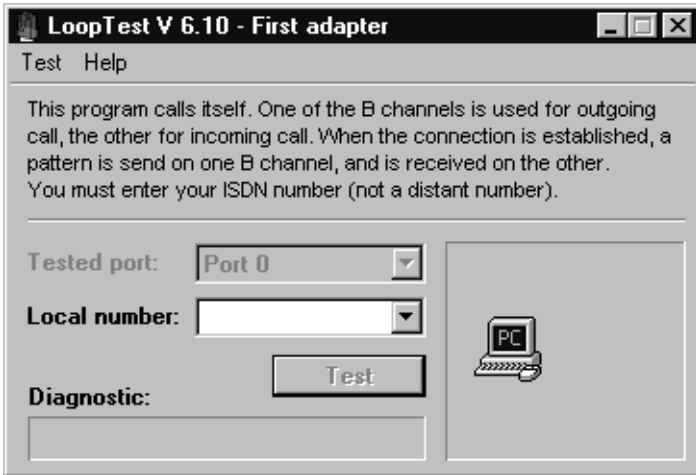 LoopTest V 6.10 - First adapter
Test Help
This program calls itself. One of the B channels is used for outgoing
call, the other for incoming call. When the connection is established, a
pattern is send on one B channel, and is received on the other.
You must enter your ISDN number (not a distant number).
Tested port: Port 0
Local number:
PC
Test
Diagnostic: